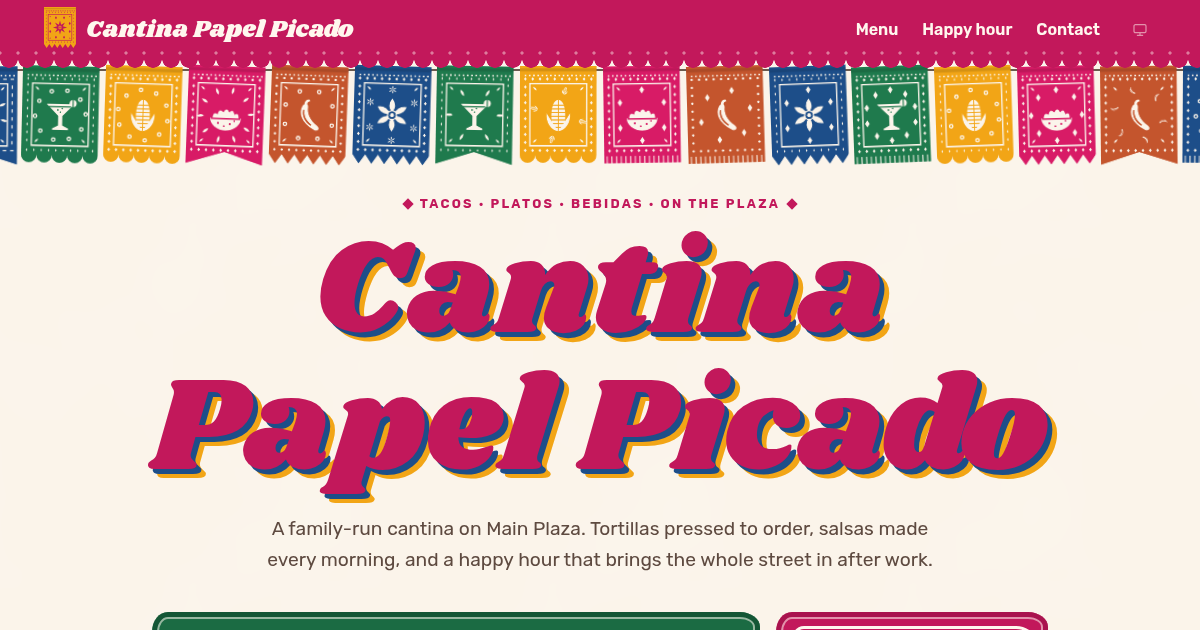 Cantina Papel Picado
Menu
Happy hour
Contact
◆ TACOS • PLATOS • BEBIDAS • ON THE PLAZA ◆
Cantina
Papel Picado
A family-run cantina on Main Plaza. Tortillas pressed to order, salsas made
every morning, and a happy hour that brings the whole street in after work.